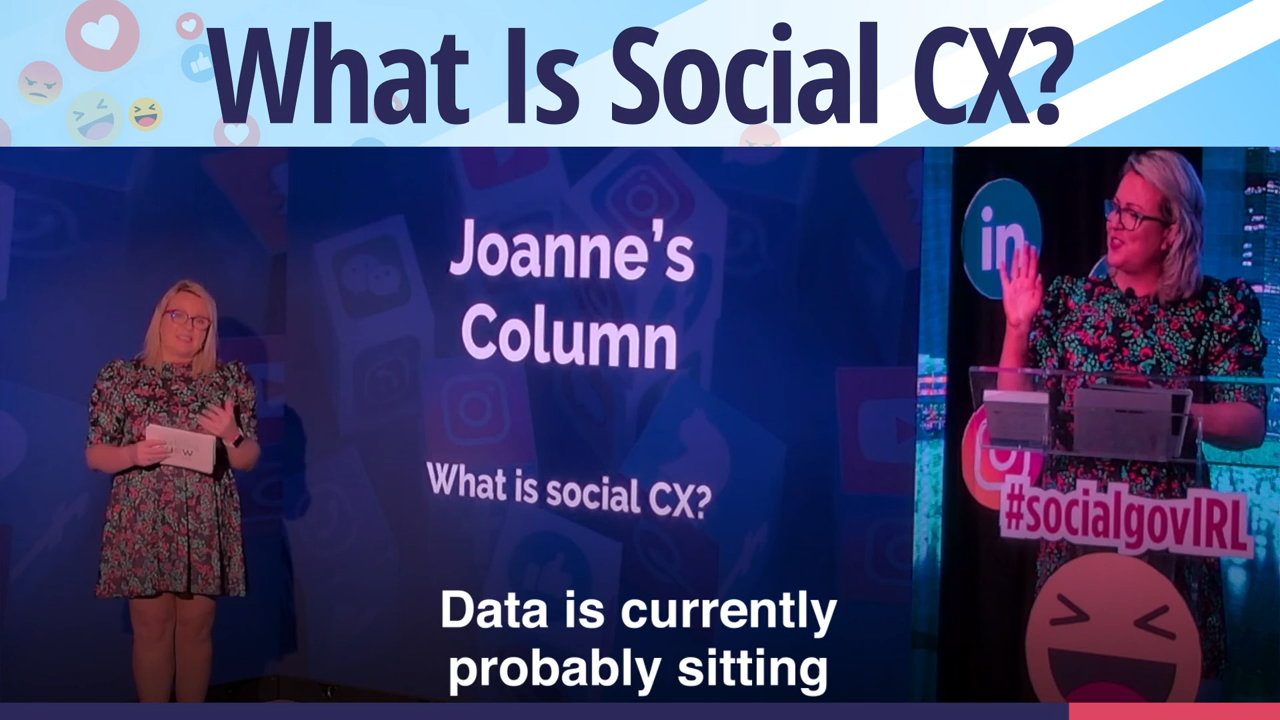 What Is Social CX?
Joanne's
Column
What is social CX?
in
#socialgovIRL
Data is currently
probably sitting